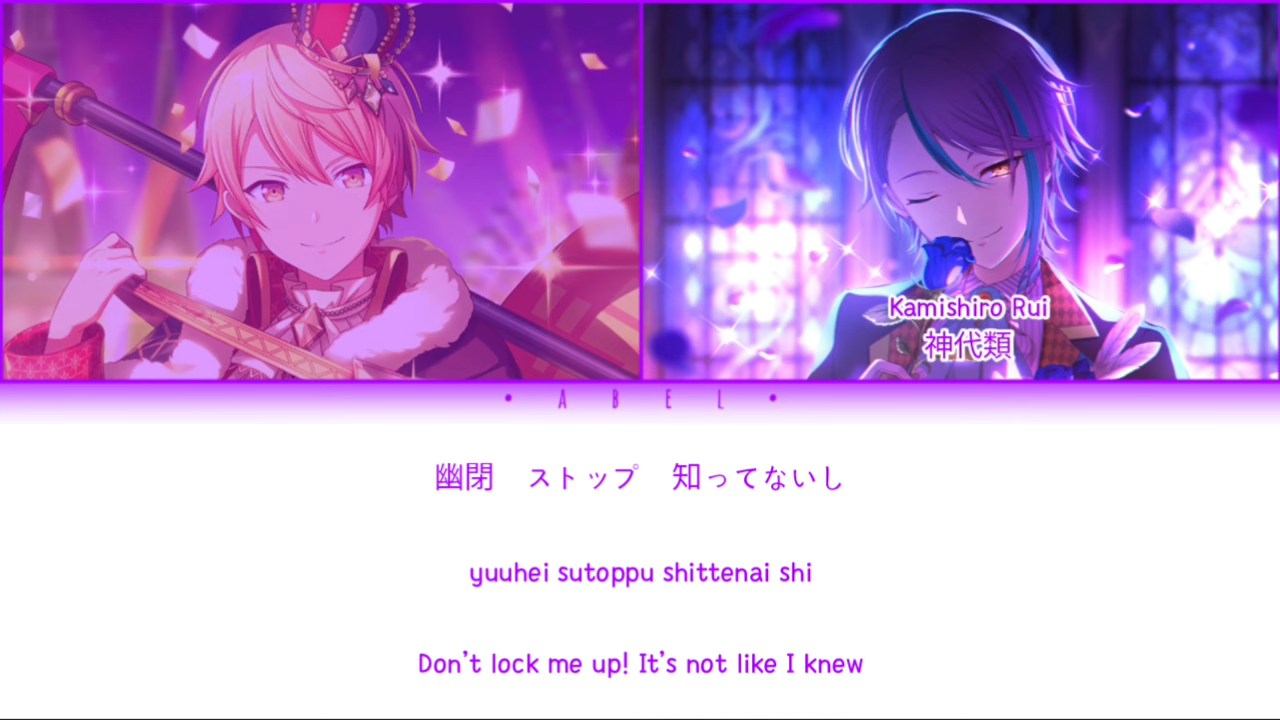 Kamishiro Rui
神代類
• A B E L •
幽閉　ストップ　知ってないし
yuuhei sutoppu shittenai shi
Don't lock me up! It's not like I knew